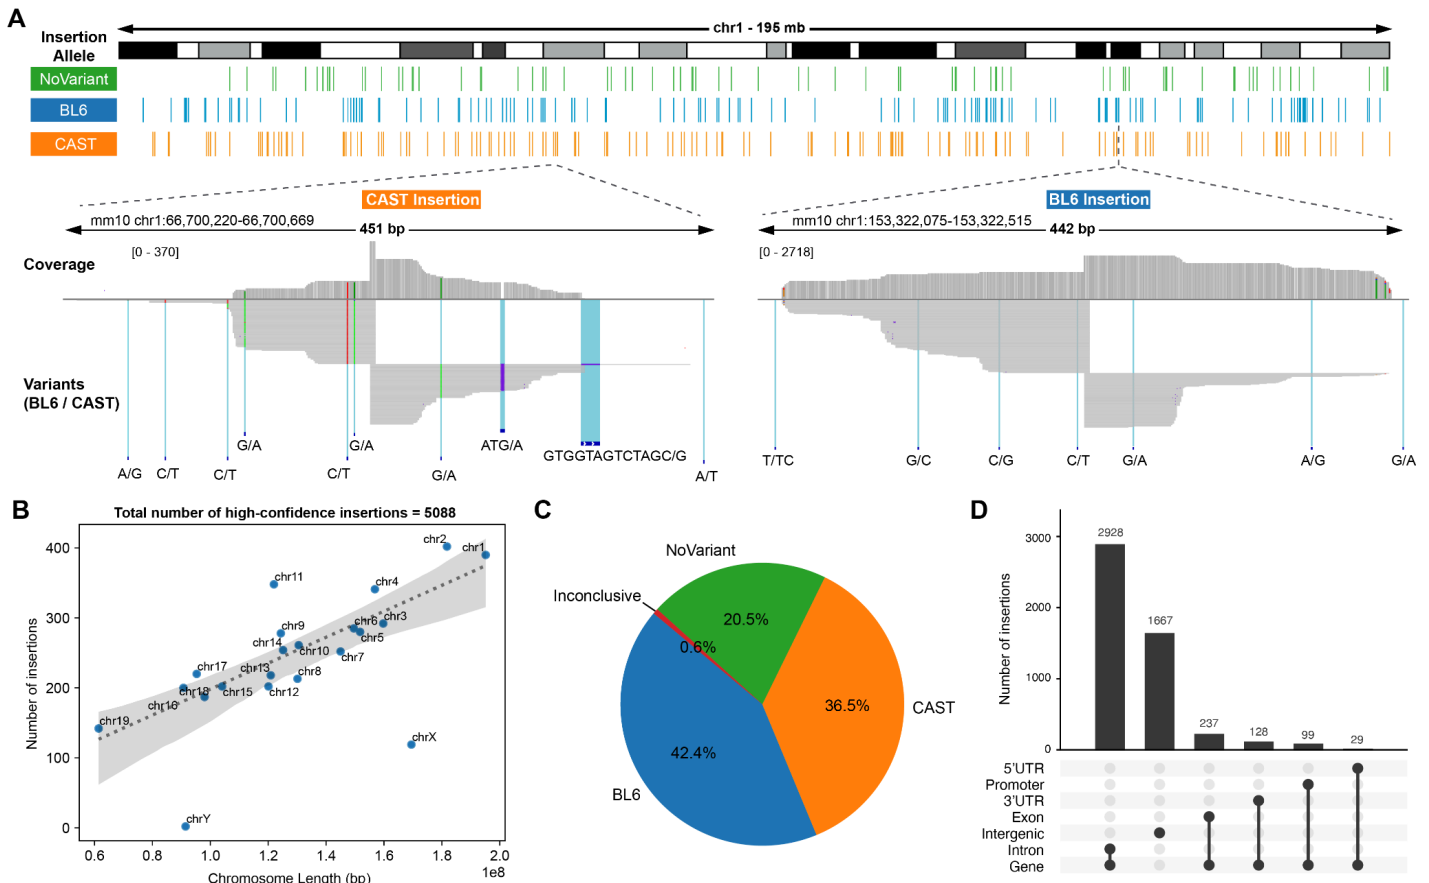 A
chr1 - 195 mb
Insertion
Allele
NoVariant
BL6
CAST
CAST Insertion
BL6 Insertion
mm10 chr1:66,700,220-66,700,669
451 bp
mm10 chr1:153,322,075-153,322,515
442 bp
[0 - 370]
[0 - 2718]
Coverage
Variants
(BL6 / CAST)
A/G
C/T
C/T
G/A
C/T
G/A
G/A
ATG/A
GTGGTAGTCTAGC/G
A/T
T/TC
G/C
C/G
C/T
G/A
A/G
G/A
B
Total number of high-confidence insertions = 5088
Number of insertions
400
300
200
100
0
chr2
chr1
chr11
chr4
chr9
chr6
chr3
chr5
chr14
chr10
chr7
chr17
chr13
chr8
chr18
chr15
chr12
chr16
chr19
chrX
chrY
0.6
0.8
1.0
1.2
1.4
1.6
1.8
2.0
1e8
Chromosome Length (bp)
C
NoVariant
Inconclusive
20.5%
0.6%
36.5%
CAST
42.4%
BL6
D
Number of insertions
3000
2000
1000
0
2928
1667
237
128
99
29
5'UTR
Promoter
3'UTR
Exon
Intergenic
Intron
Gene